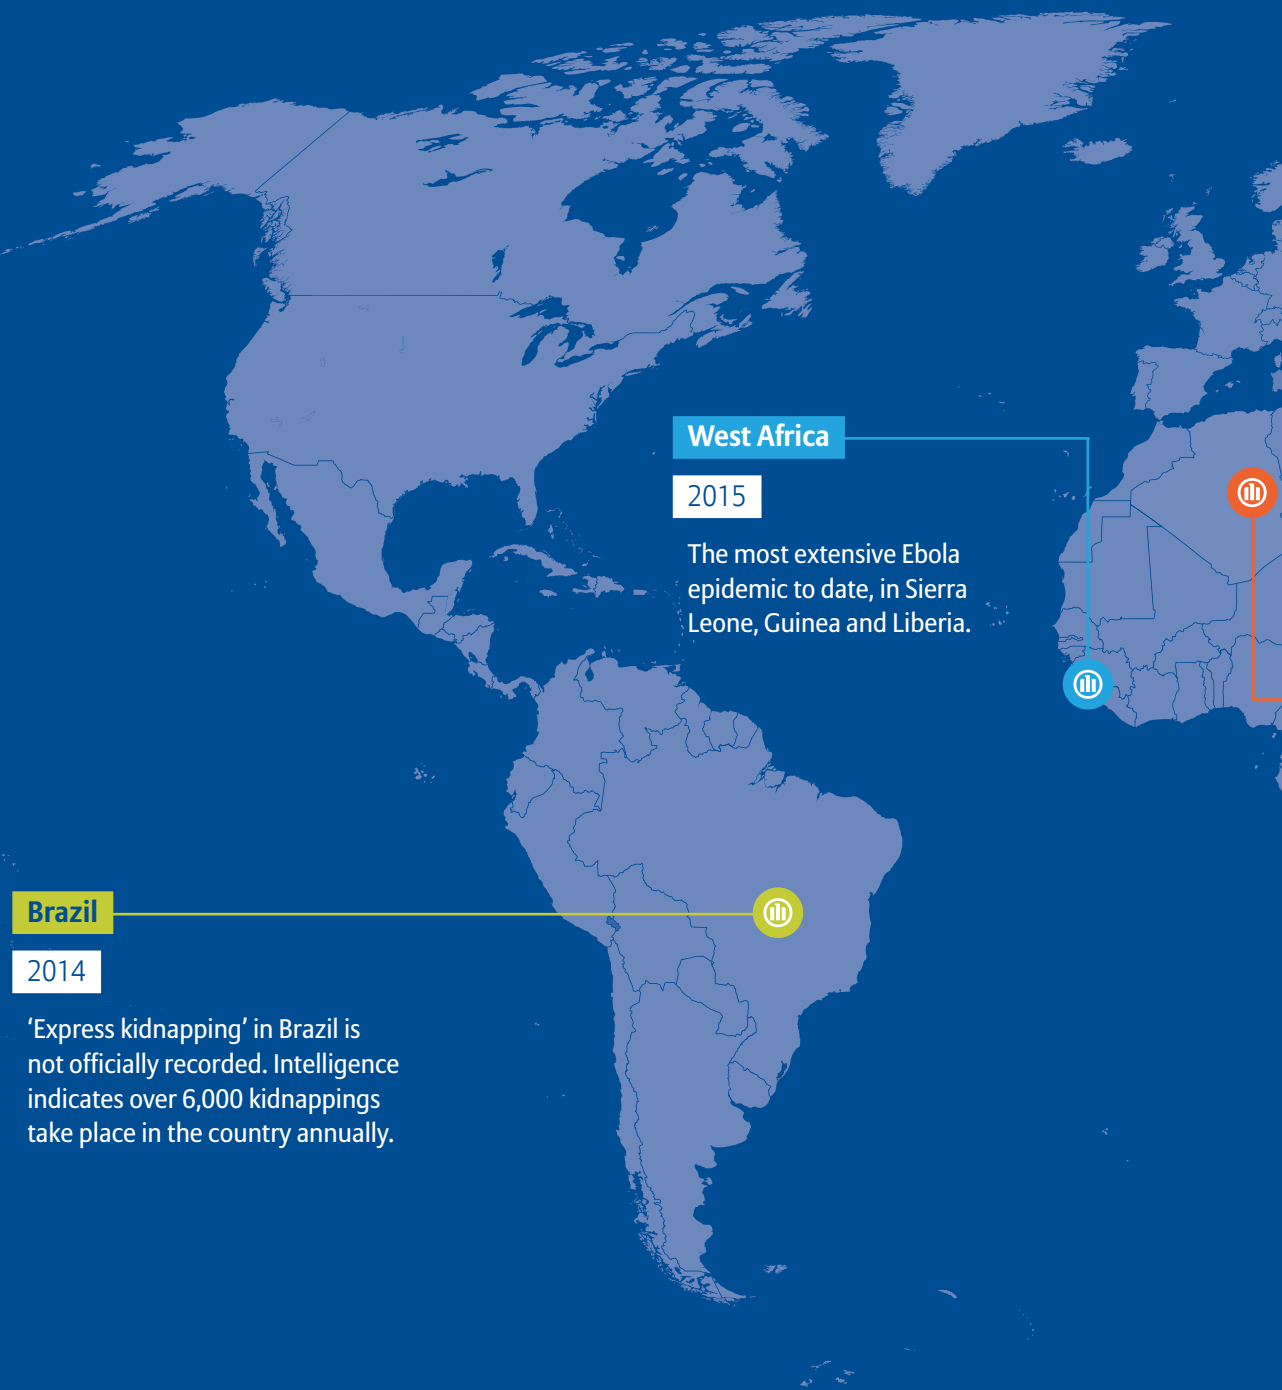 West Africa
2015
The most extensive Ebola
epidemic to date, in Sierra
Leone, Guinea and Liberia.
Brazil
2014
‘Express kidnapping’ in Brazil is
not officially recorded. Intelligence
indicates over 6,000 kidnappings
take place in the country annually.